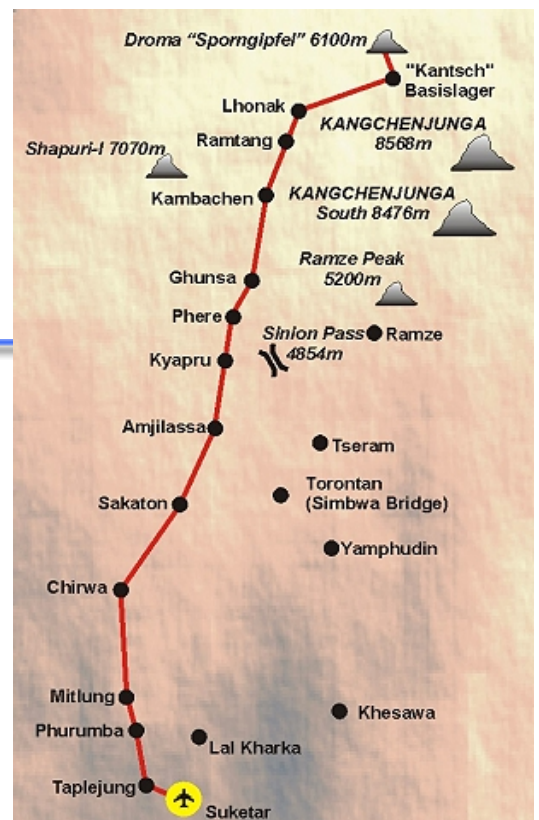 Droma “Sporngipfel” 6100m
"Kantsch"
Basislager
Lhonak
KANGCHENJUNGA
8568m
Ramtang
Shapuri-I 7070m
Kambachen
KANGCHENJUNGA
South 8476m
Ramze Peak
5200m
Ghunsa
Phere
Sinion Pass
4854m
Ramze
Kyapru
Amjilassa
Tseram
Torontan
(Simbwa Bridge)
Sakaton
Yamphudin
Chirwa
Mitlung
Khesawa
Phurumba
Lal Kharka
Taplejung
Suketar